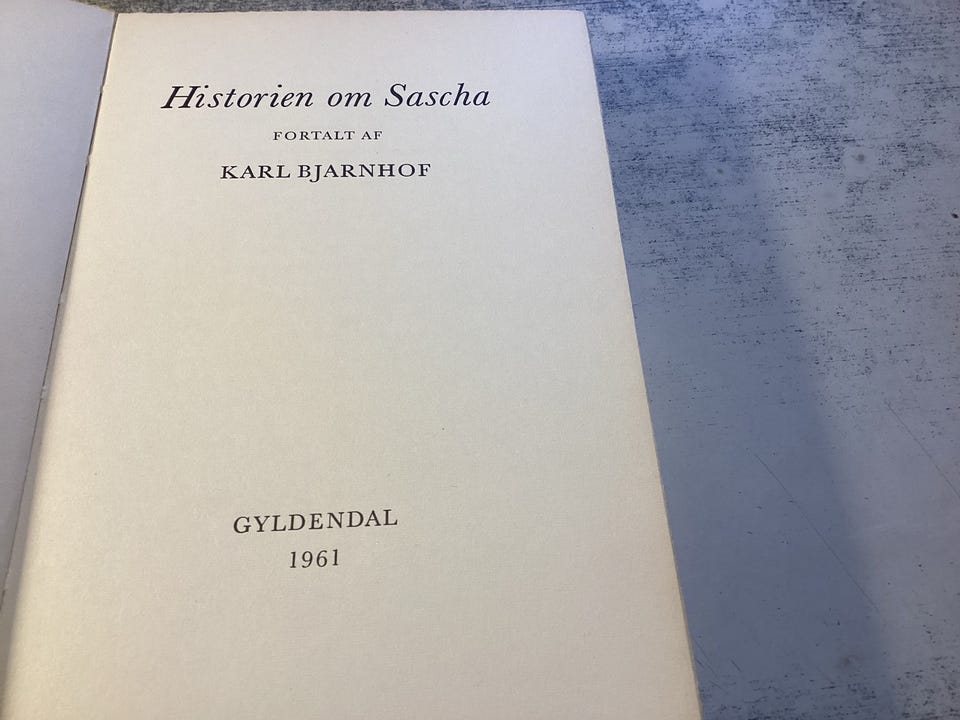 Historien om Sascha
FORTALT AF
KARL BJARNHOF
GYLDENDAL
1961